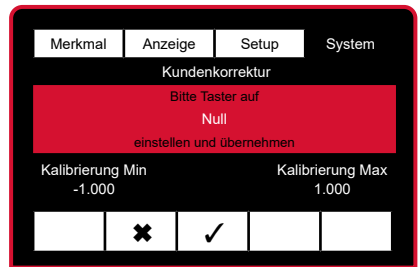 Merkmal Anzeige Setup System
Kundenkorrektur
Bitte Taster auf
Null
einstellen und übernehmen
Kalibrierung Min Kalibrierung Max
-1.000 1.000
✖ ✓